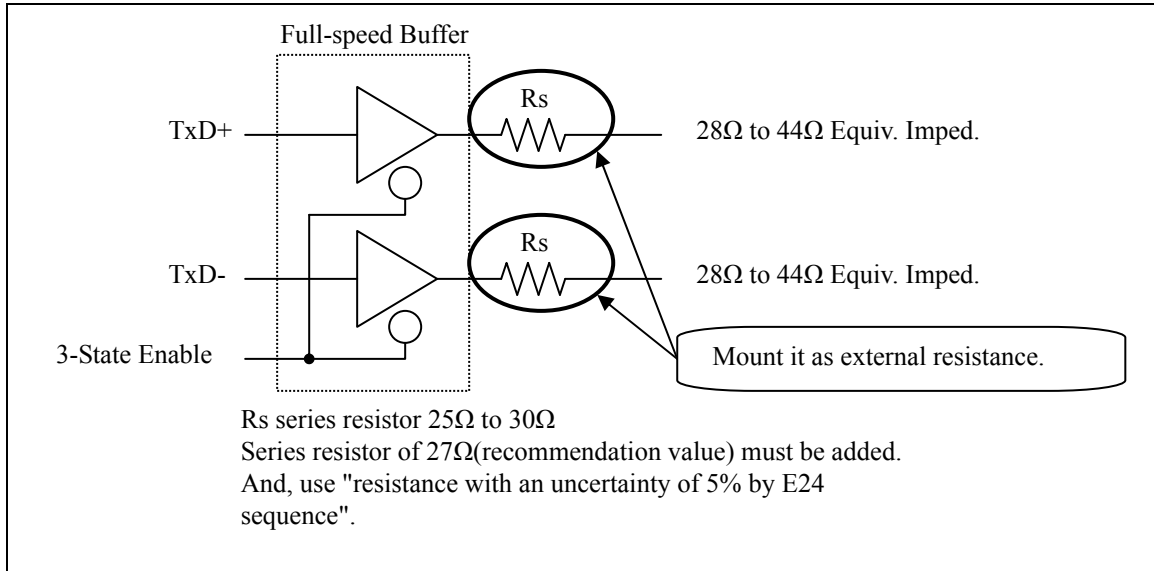 Full-speed Buffer
Rs
TxD+
28Ω to 44Ω Equiv. Imped.
Rs
TxD-
28Ω to 44Ω Equiv. Imped.
3-State Enable
Mount it as external resistance.
Rs series resistor 25Ω to 30Ω
Series resistor of 27Ω(recommendation value) must be added.
And, use "resistance with an uncertainty of 5% by E24
sequence".